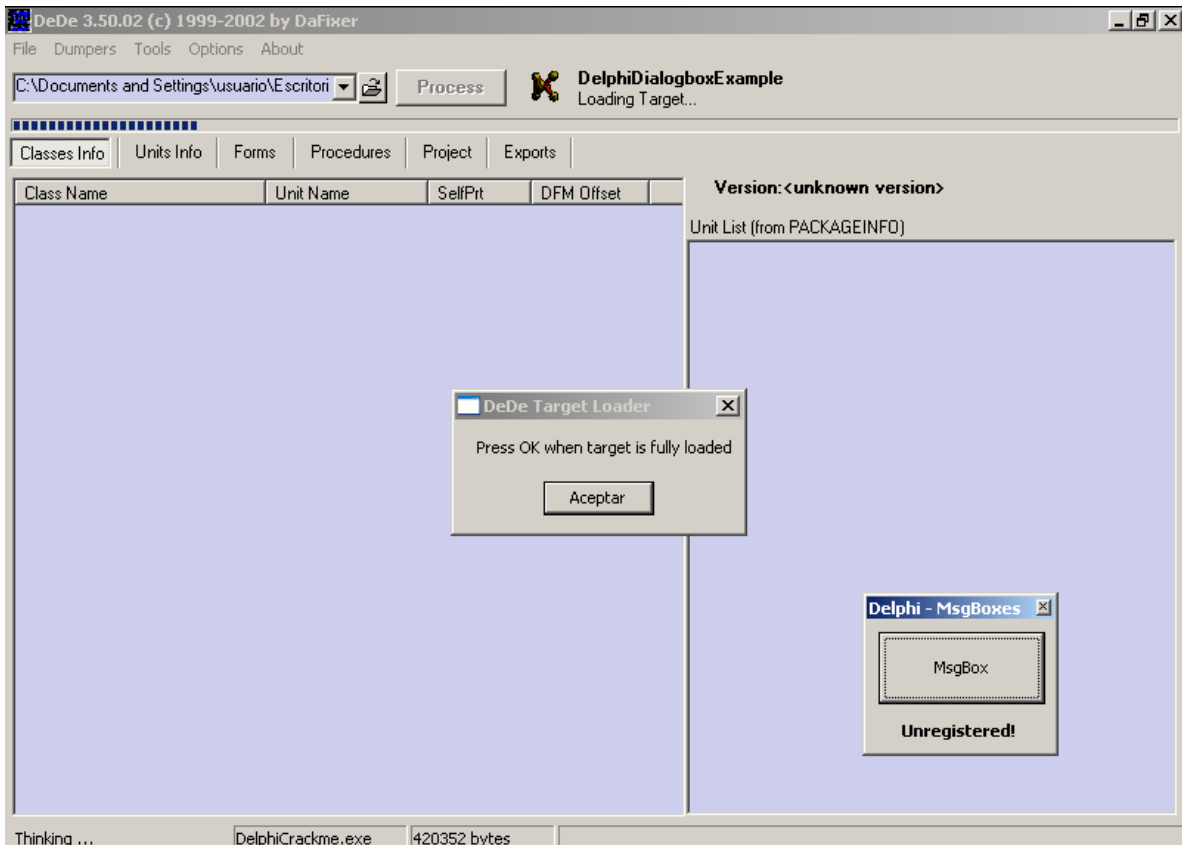 DeDe 3.50.02 (c) 1999-2002 by DaFixer
File Dumpers Tools Options About
C:\Documents and Settings\usuario\Escritori
Process
DelphiDialogboxExample
Loading Target...
Classes Info Units Info Forms Procedures Project Exports
Class Name Unit Name SelfPrt DFM Offset
Version:<unknown version>
Unit List (from PACKAGEINFO)
DeDe Target Loader
Press OK when target is fully loaded
Aceptar
Delphi - MsgBoxes
MsgBox
Unregistered!
Thinking ... DelphiCrackme.exe 420352 bytes